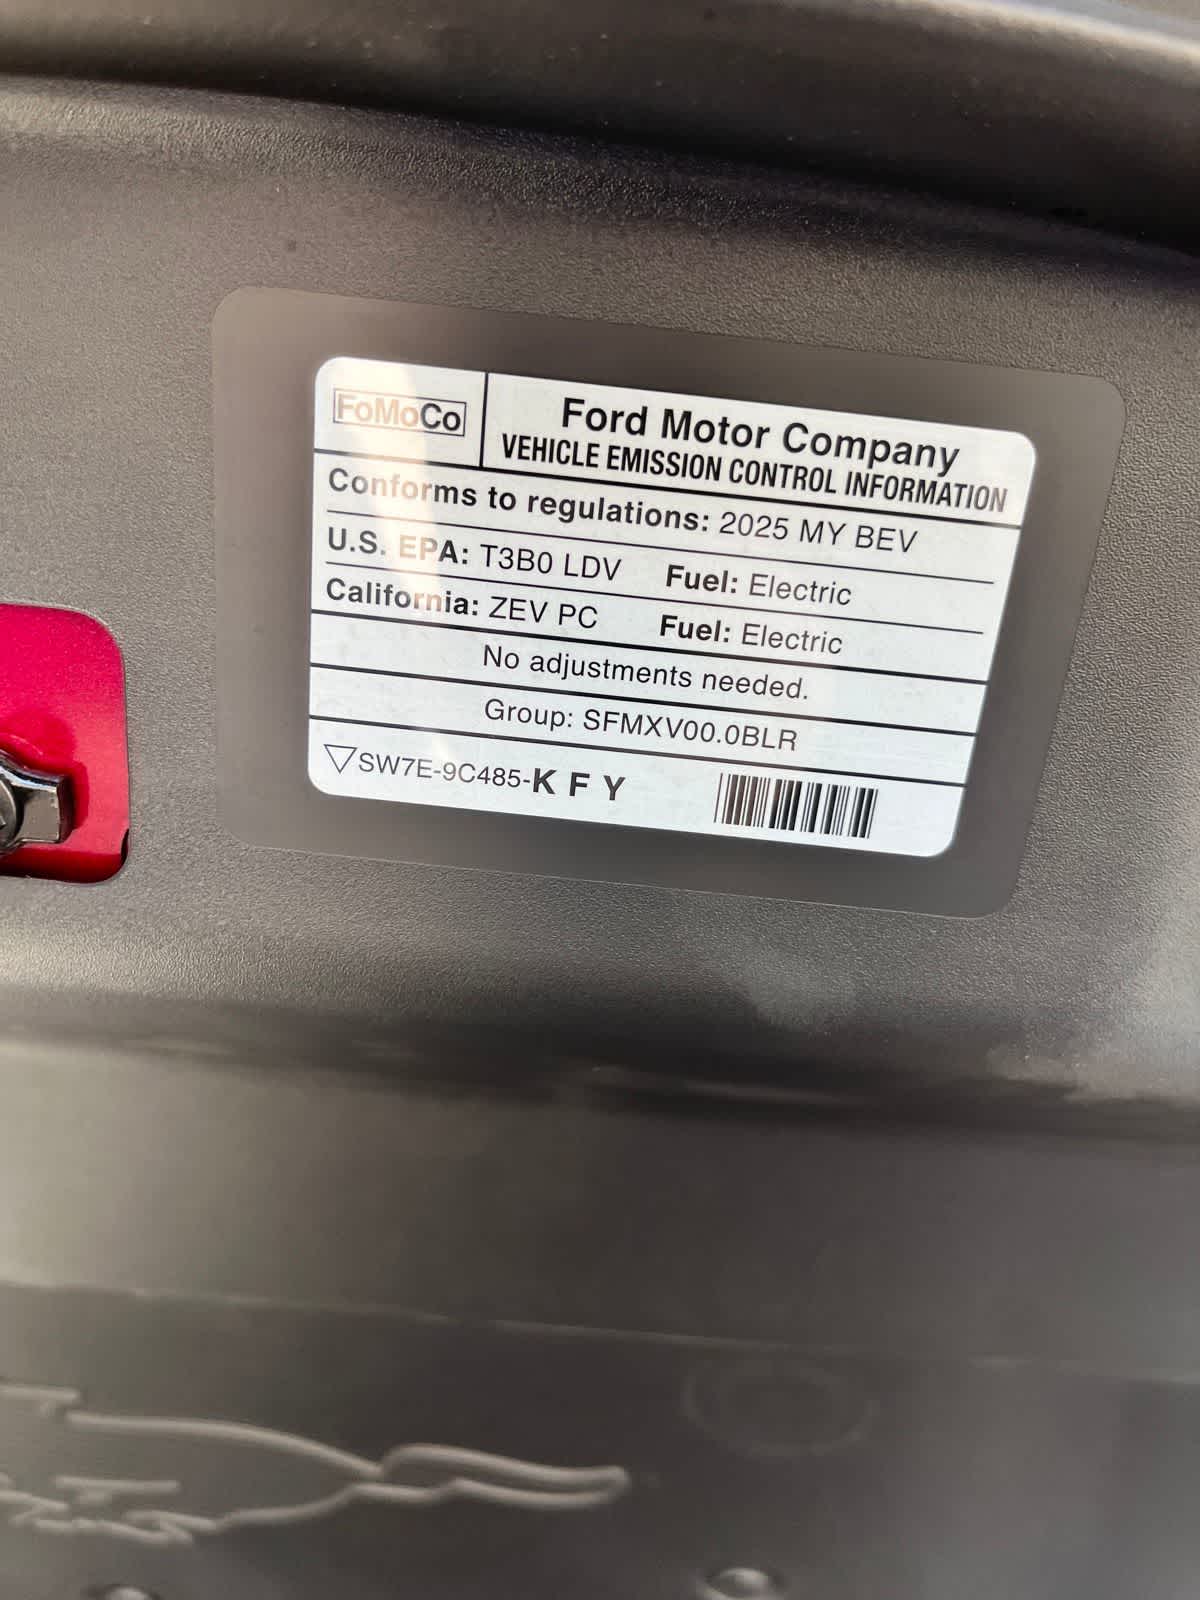 FoMoCo
Ford Motor Company
VEHICLE EMISSION CONTROL INFORMATION
Conforms to regulations: 2025 MY BEV
U.S. EPA: T3B0 LDV Fuel: Electric
California: ZEV PC Fuel: Electric
No adjustments needed.
Group: SFMXV00.0BLR
SW7E-9C485-K F Y